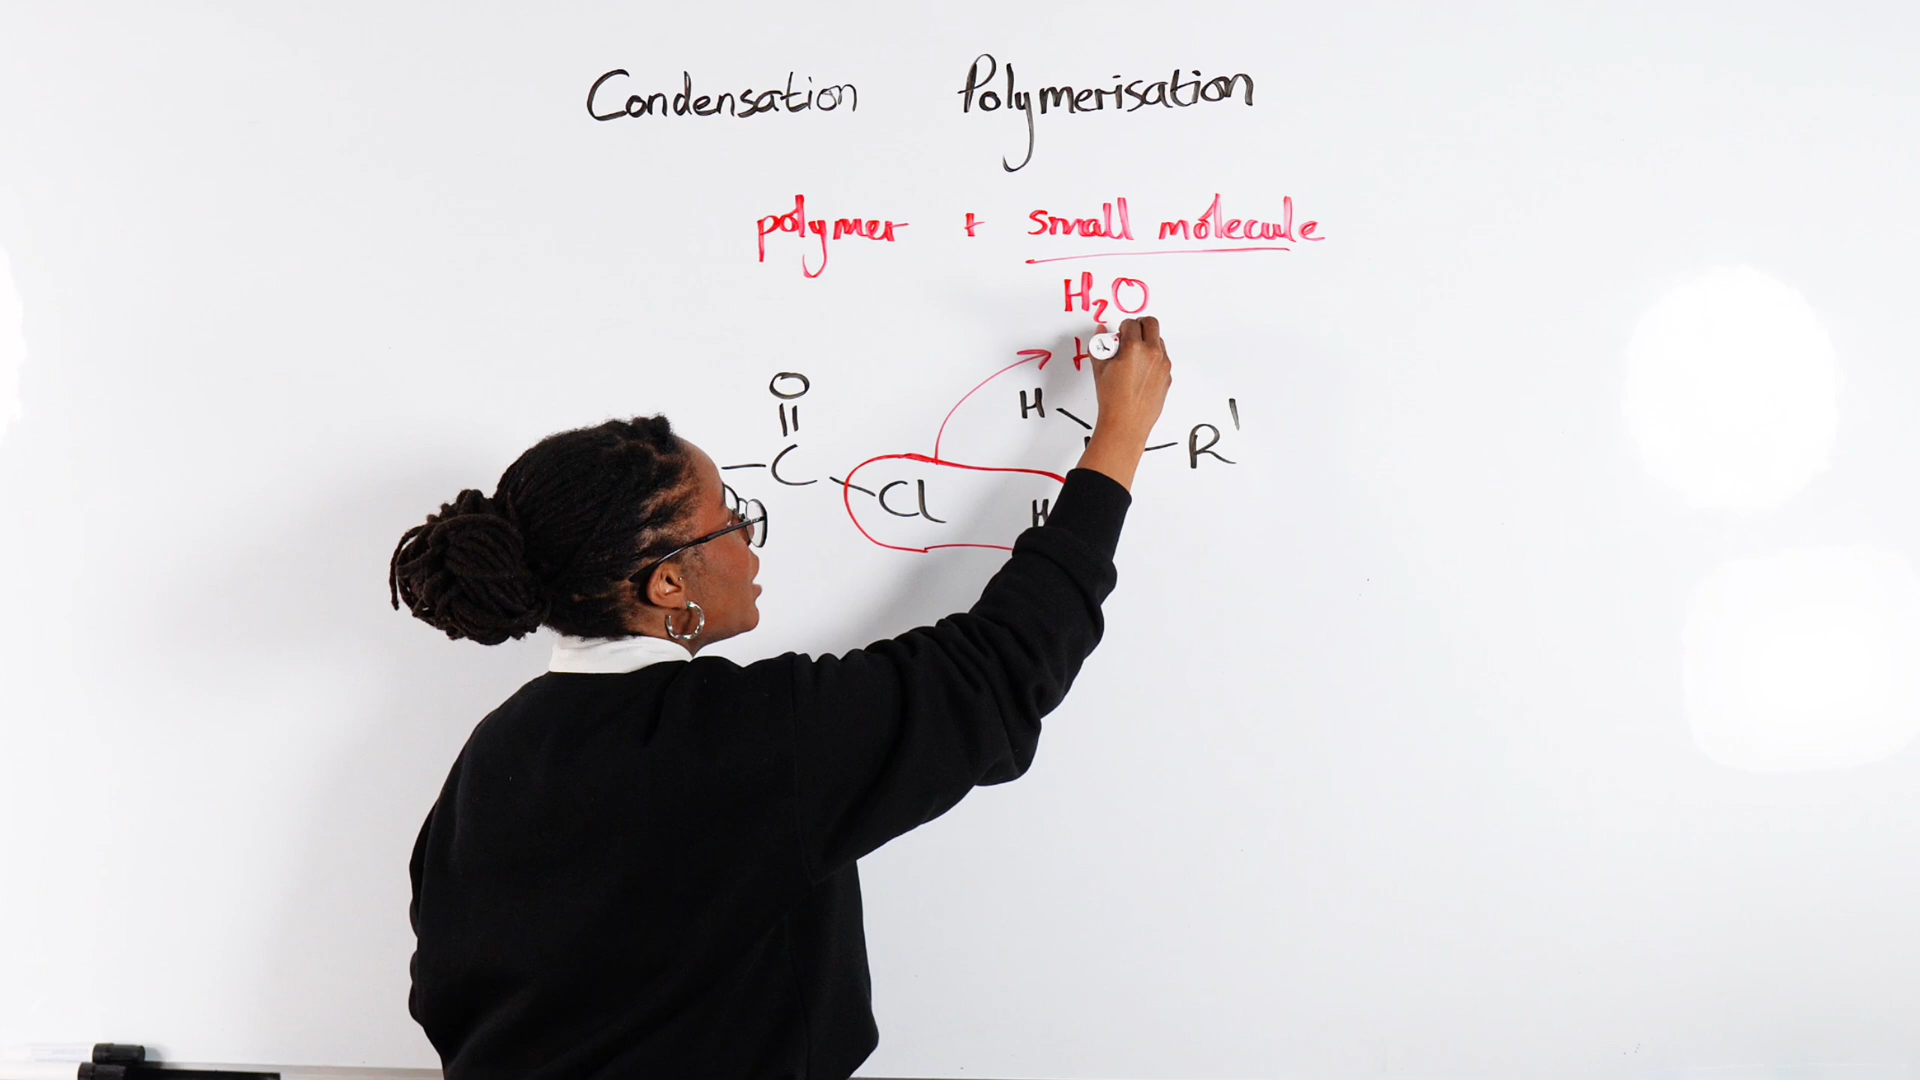 Condensation Polymerisation
polymer + small molecule
H₂O
H
O
H
C
R'
Cl
H